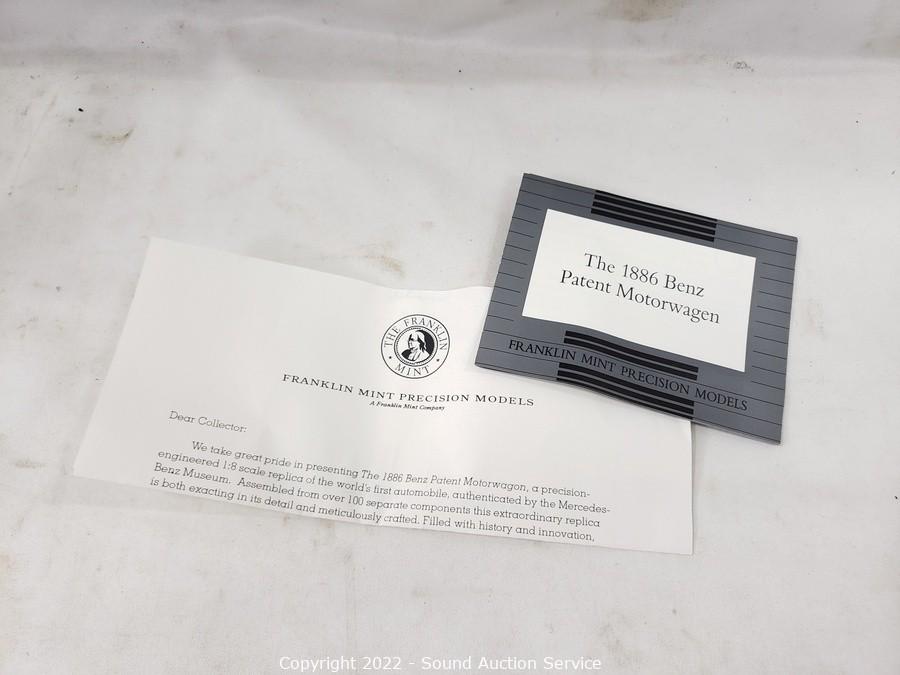 The 1886 Benz
Patent Motorwagen
FRANKLIN MINT PRECISION MODELS
THE FRANKLIN
MINT
FRANKLIN MINT PRECISION MODELS
A Franklin Mint Company
Dear Collector:
We take great pride in presenting The 1886 Benz Patent Motorwagen, a precision-
engineered 1:8 scale replica of the world's first automobile, authenticated by the Mercedes-
Benz Museum. Assembled from over 100 separate components this extraordinary replica
is both exacting in its detail and meticulously crafted. Filled with history and innovation,
Copyright 2022 - Sound Auction Service